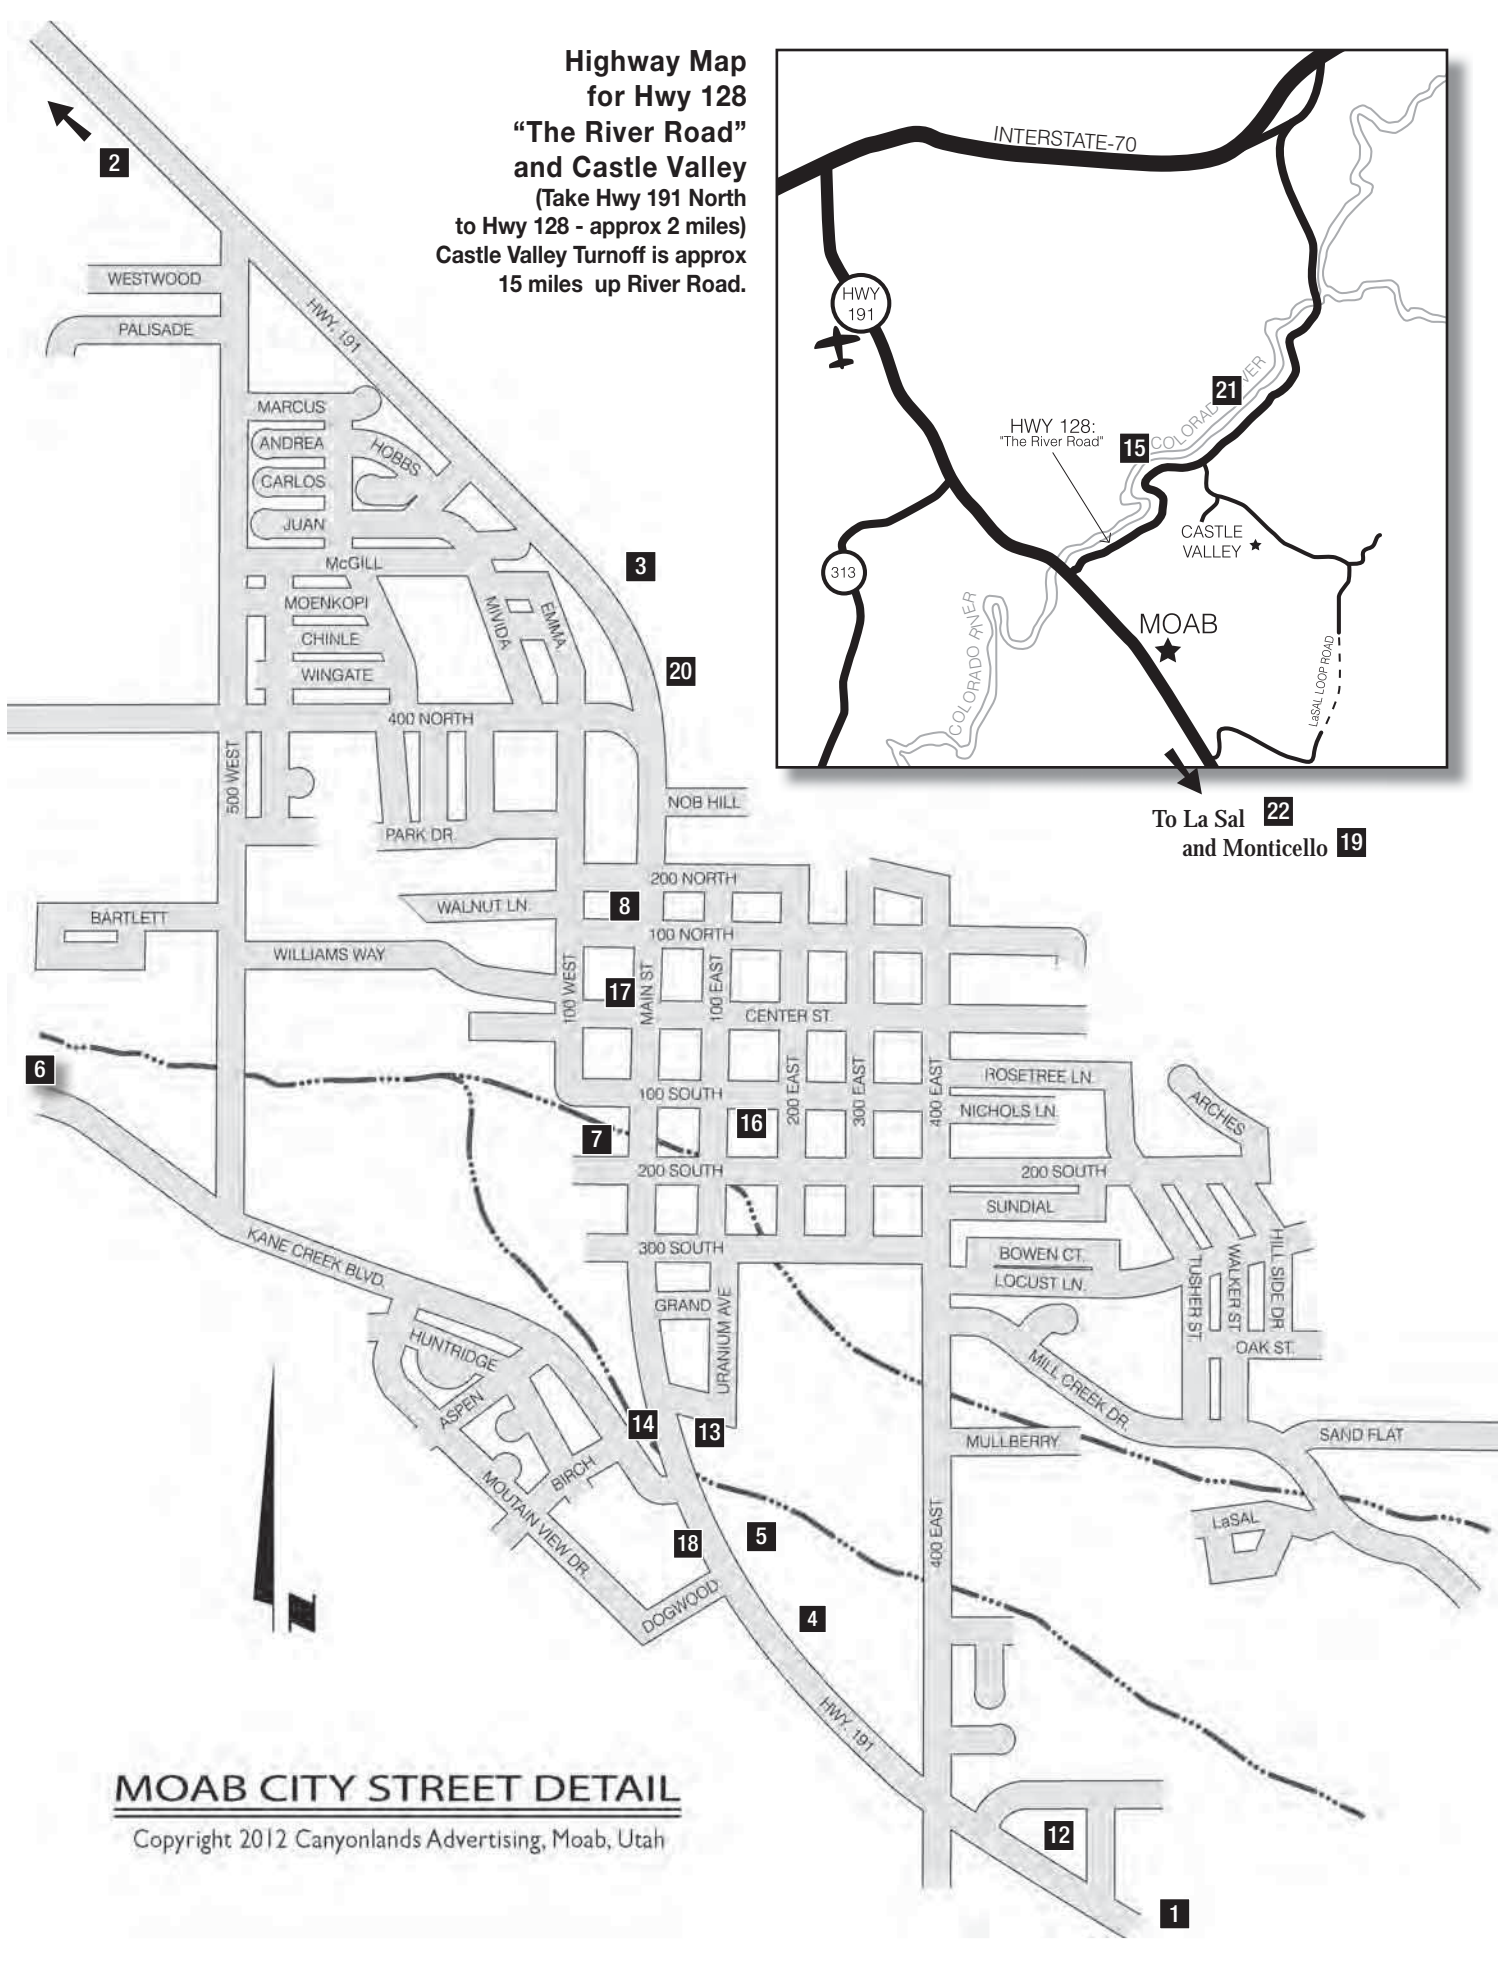 Highway Map
for Hwy 128
“The River Road”
and Castle Valley
(Take Hwy 191 North
to Hwy 128 - approx 2 miles)
Castle Valley Turnoff is approx
15 miles up River Road.
INTERSTATE-70
HWY
191
21
COLORADO RIVER
HWY 128:
"The River Road"
15
CASTLE
VALLEY
313
MOAB
COLORADO RIVER
LaSAL LOOP ROAD
To La Sal 22
and Monticello 19
2
WESTWOOD
PALISADE
HWY. 191
MARCUS
ANDREA
HOBBS
CARLOS
JUAN
McGILL
3
MOENKOPI
MIVIDA
EMMA
CHINLE
WINGATE
20
400 NORTH
500 WEST
NOB HILL
PARK DR.
200 NORTH
WALNUT LN.
8
BARTLETT
100 NORTH
WILLIAMS WAY
100 WEST
17
MAIN ST
100 EAST
CENTER ST.
6
200 EAST
300 EAST
400 EAST
ROSETREE LN.
100 SOUTH
NICHOLS LN.
ARCHES
7
16
200 SOUTH
200 SOUTH
SUNDIAL
KANE CREEK BLVD.
300 SOUTH
BOWEN CT.
LOCUST LN.
TUSHER ST.
WALKER ST.
HILL SIDE DR.
GRAND
URANIUM AVE
OAK ST.
HUNTRIDGE
MILL CREEK DR.
ASPEN
14
13
MULLBERRY
SAND FLAT
BIRCH
MOUTAIN VIEW DR.
LaSAL
18
5
400 EAST
DOGWOOD
4
HWY. 191
MOAB CITY STREET DETAIL
Copyright 2012 Canyonlands Advertising, Moab, Utah
12
1